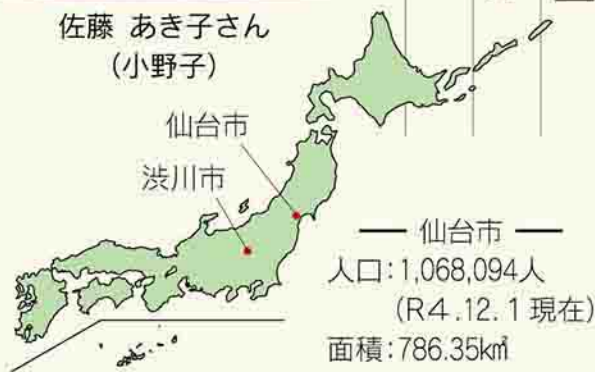 佐藤 あき子さん
(小野子)
仙台市
渋川市
仙台市
人口:1,068,094人
(R4.12.1現在)
面積:786.35㎢